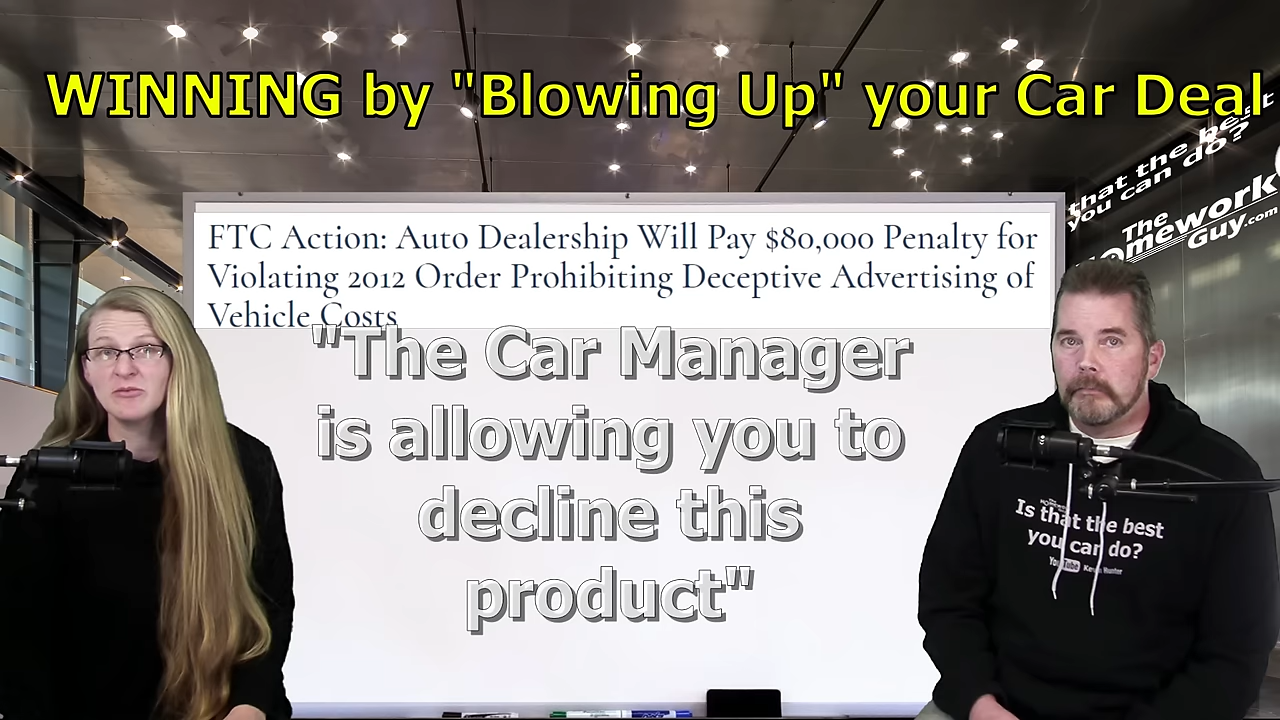 WINNING by "Blowing Up" your Car Deal
that the best
you can do?
The
Homework
Guy.com
FTC Action: Auto Dealership Will Pay $80,000 Penalty for
Violating 2012 Order Prohibiting Deceptive Advertising of
Vehicle Costs
"The Car Manager
is allowing you to
decline this
product"
Is that the best
you can do?
YouTube Kevin Hunter